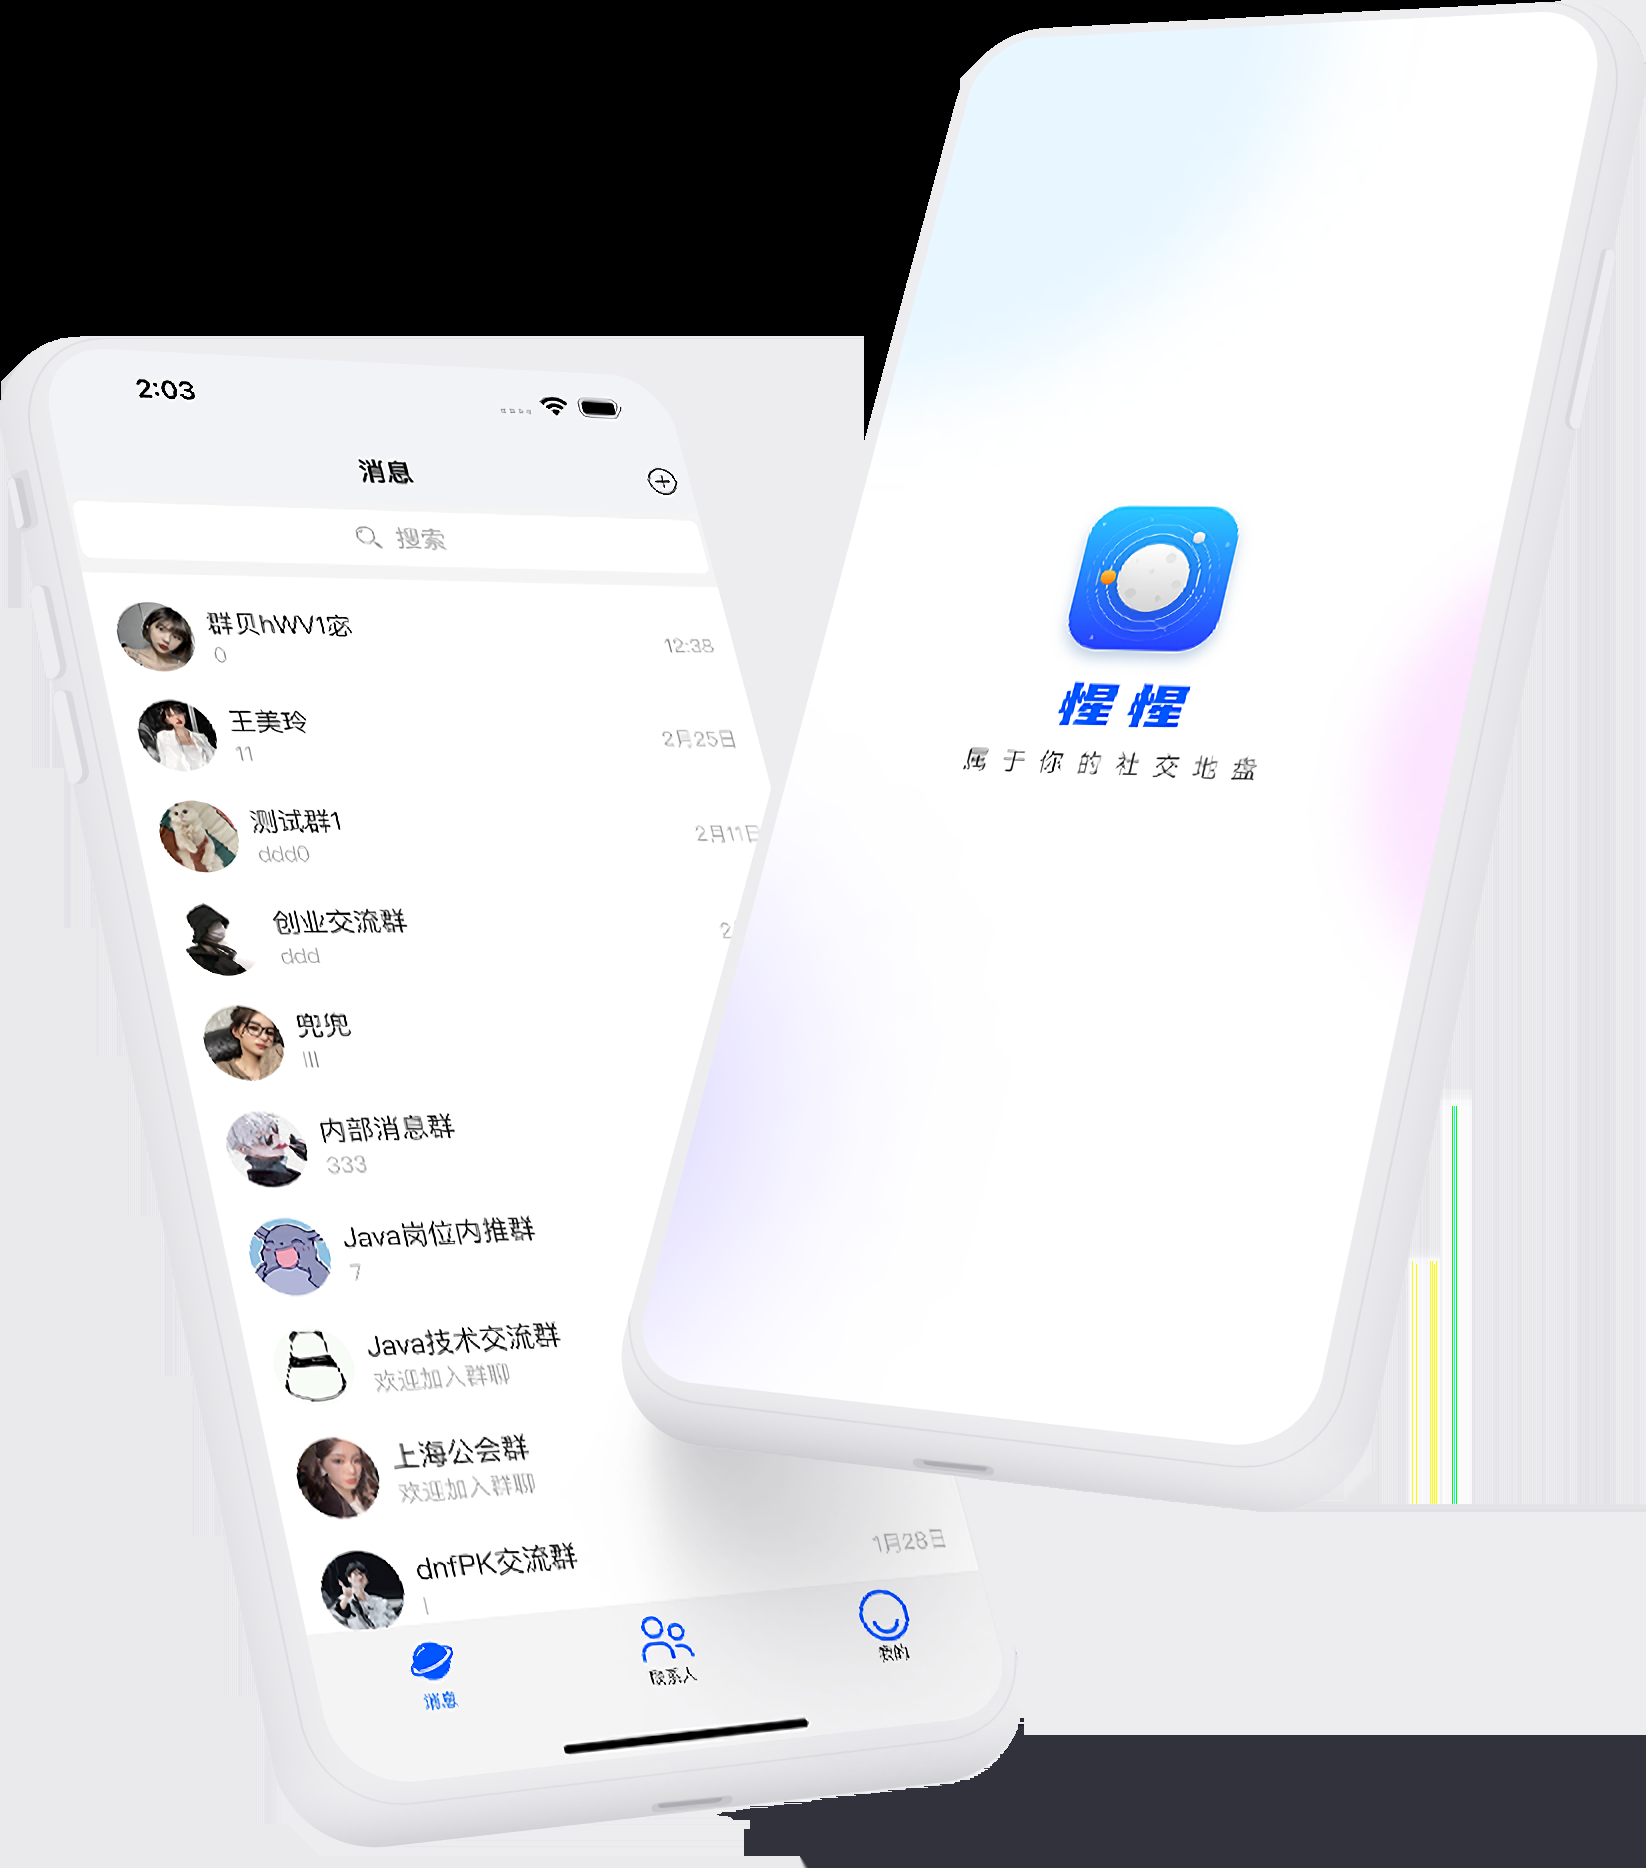 2:03
消息
搜索
群贝hWV1宓
0
12:38
王美玲
11
2月25日
测试群1
ddd0
2月11日
创业交流群
ddd
2
兜兜
lll
内部消息群
333
Java岗位内推群
7
Java技术交流群
欢迎加入群聊
上海公会群
欢迎加入群聊
dnfPK交流群
l
1月28日
消息
联系人
我的
惺惺
属于你的社交地盘